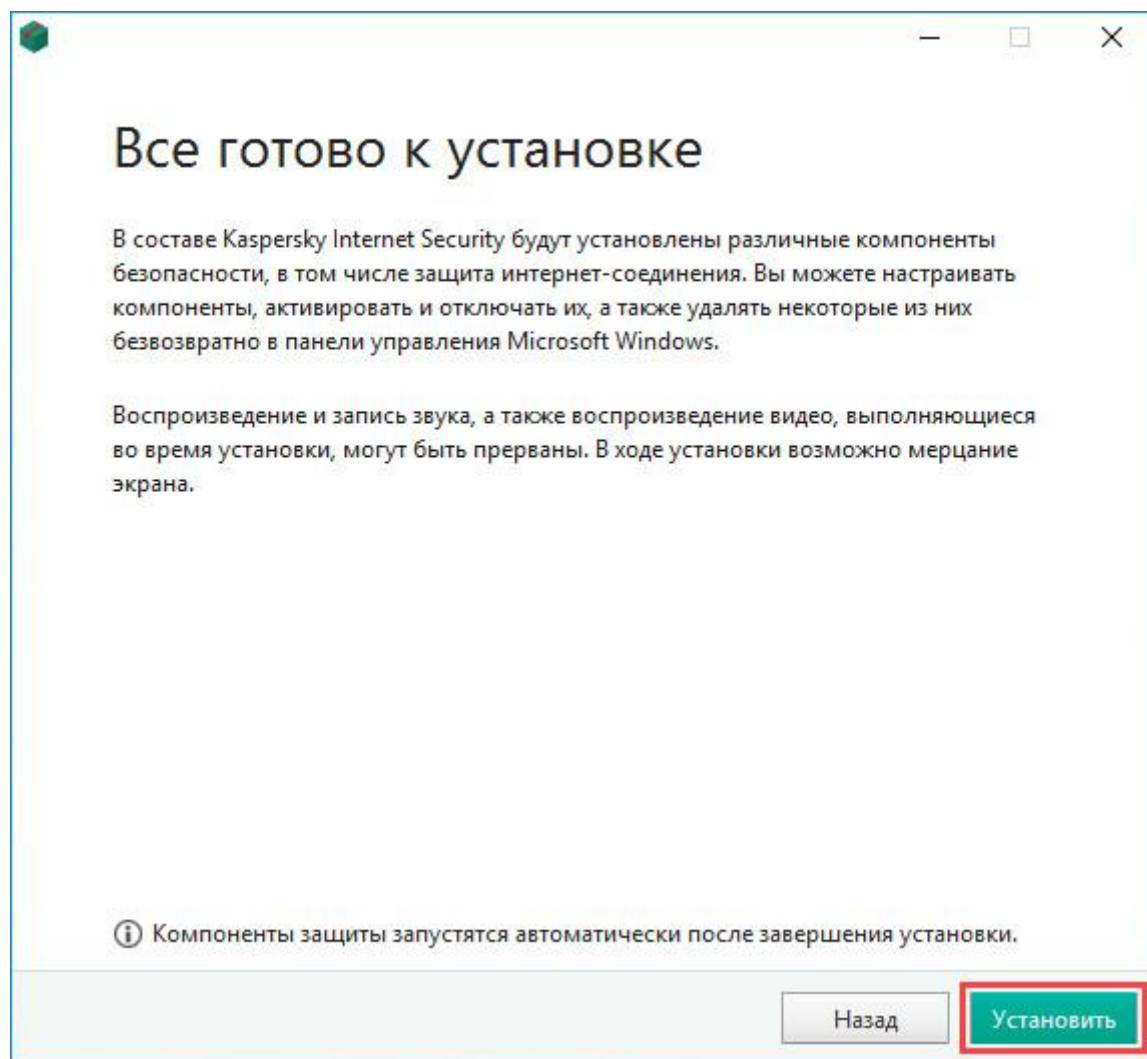 Все готово к установке
В составе Kaspersky Internet Security будут установлены различные компоненты
безопасности, в том числе защита интернет-соединения. Вы можете настраивать
компоненты, активировать и отключать их, а также удалять некоторые из них
безвозвратно в панели управления Microsoft Windows.
Воспроизведение и запись звука, а также воспроизведение видео, выполняющиеся
во время установки, могут быть прерваны. В ходе установки возможно мерцание
экрана.
Компоненты защиты запустятся автоматически после завершения установки.
Назад
Установить